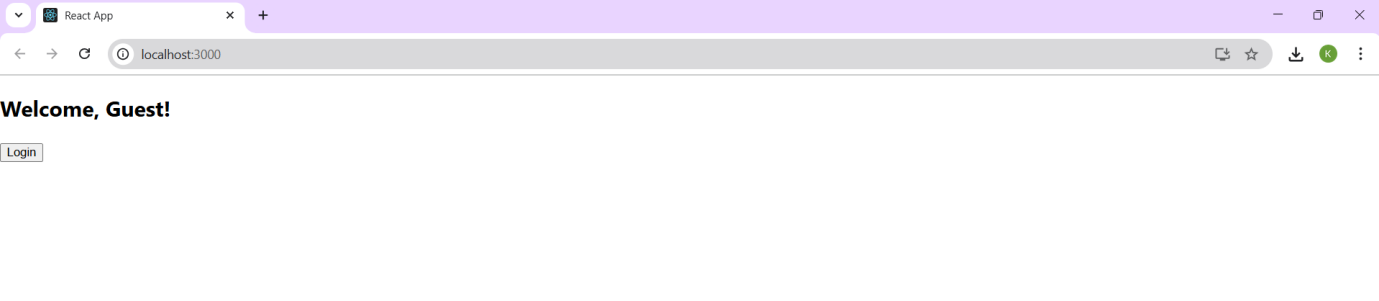 React App
localhost:3000
K
Welcome, Guest!
Login